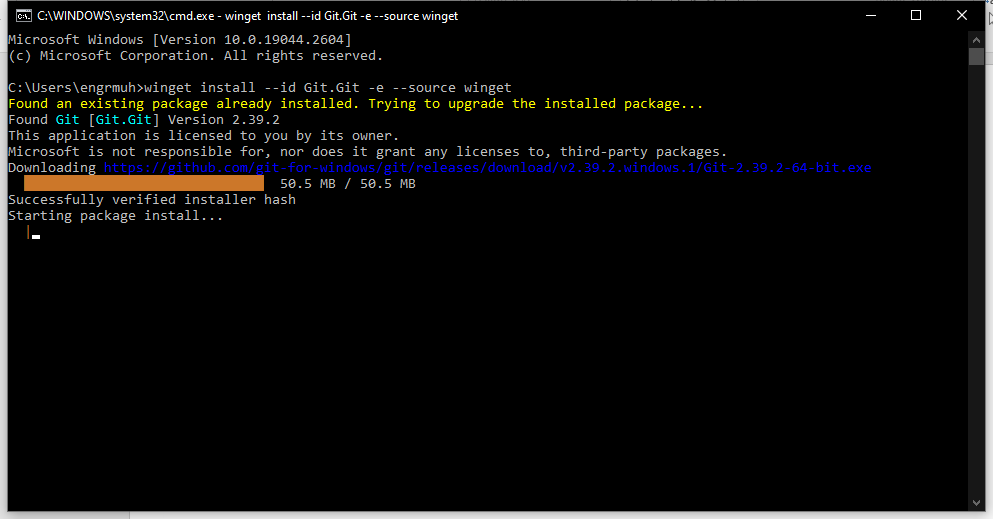 C:\WINDOWS\system32\cmd.exe - winget  install --id Git.Git -e --source winget
Microsoft Windows [Version 10.0.19044.2604]
(c) Microsoft Corporation. All rights reserved.
C:\Users\engrmuh>winget install --id Git.Git -e --source winget
Found an existing package already installed. Trying to upgrade the installed package...
Found Git [Git.Git] Version 2.39.2
This application is licensed to you by its owner.
Microsoft is not responsible for, nor does it grant any licenses to, third-party packages.
Downloading https://github.com/git-for-windows/git/releases/download/v2.39.2.windows.1/Git-2.39.2-64-bit.exe
50.5 MB / 50.5 MB
Successfully verified installer hash
Starting package install...